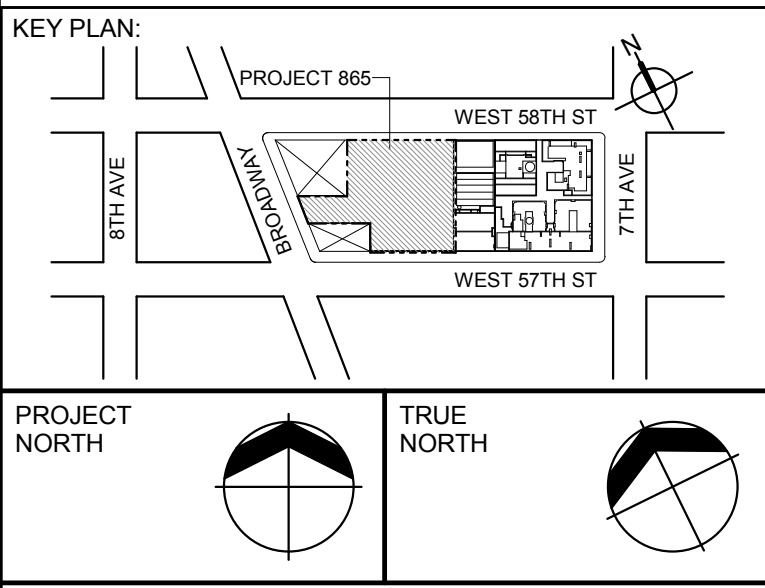 KEY PLAN:
PROJECT 865
N
WEST 58TH ST
8TH AVE
BROADWAY
7TH AVE
WEST 57TH ST
PROJECT
NORTH
TRUE
NORTH